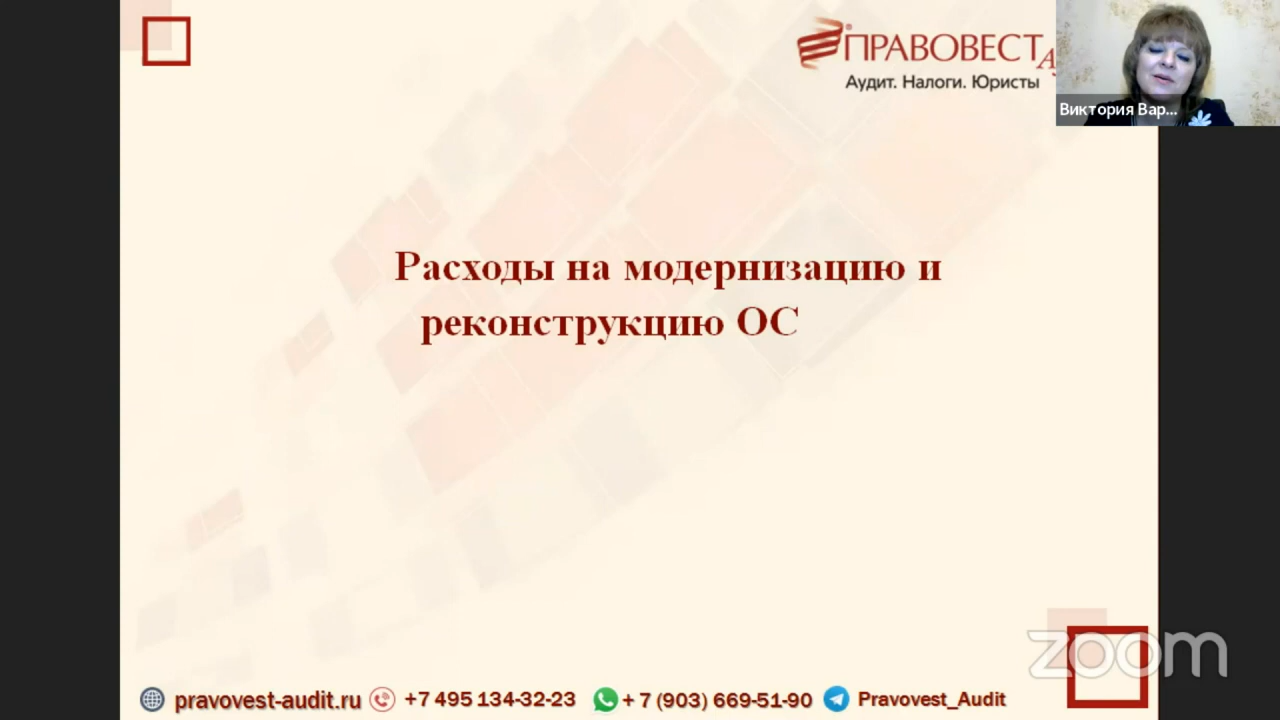 ПРАВОВЕСТ
Аудит. Налоги. Юристы
Виктория Вар...
Расходы на модернизацию и
реконструкцию ОС
zoom
pravovest-audit.ru +7 495 134-32-23 + 7 (903) 669-51-90 Pravovest_Audit